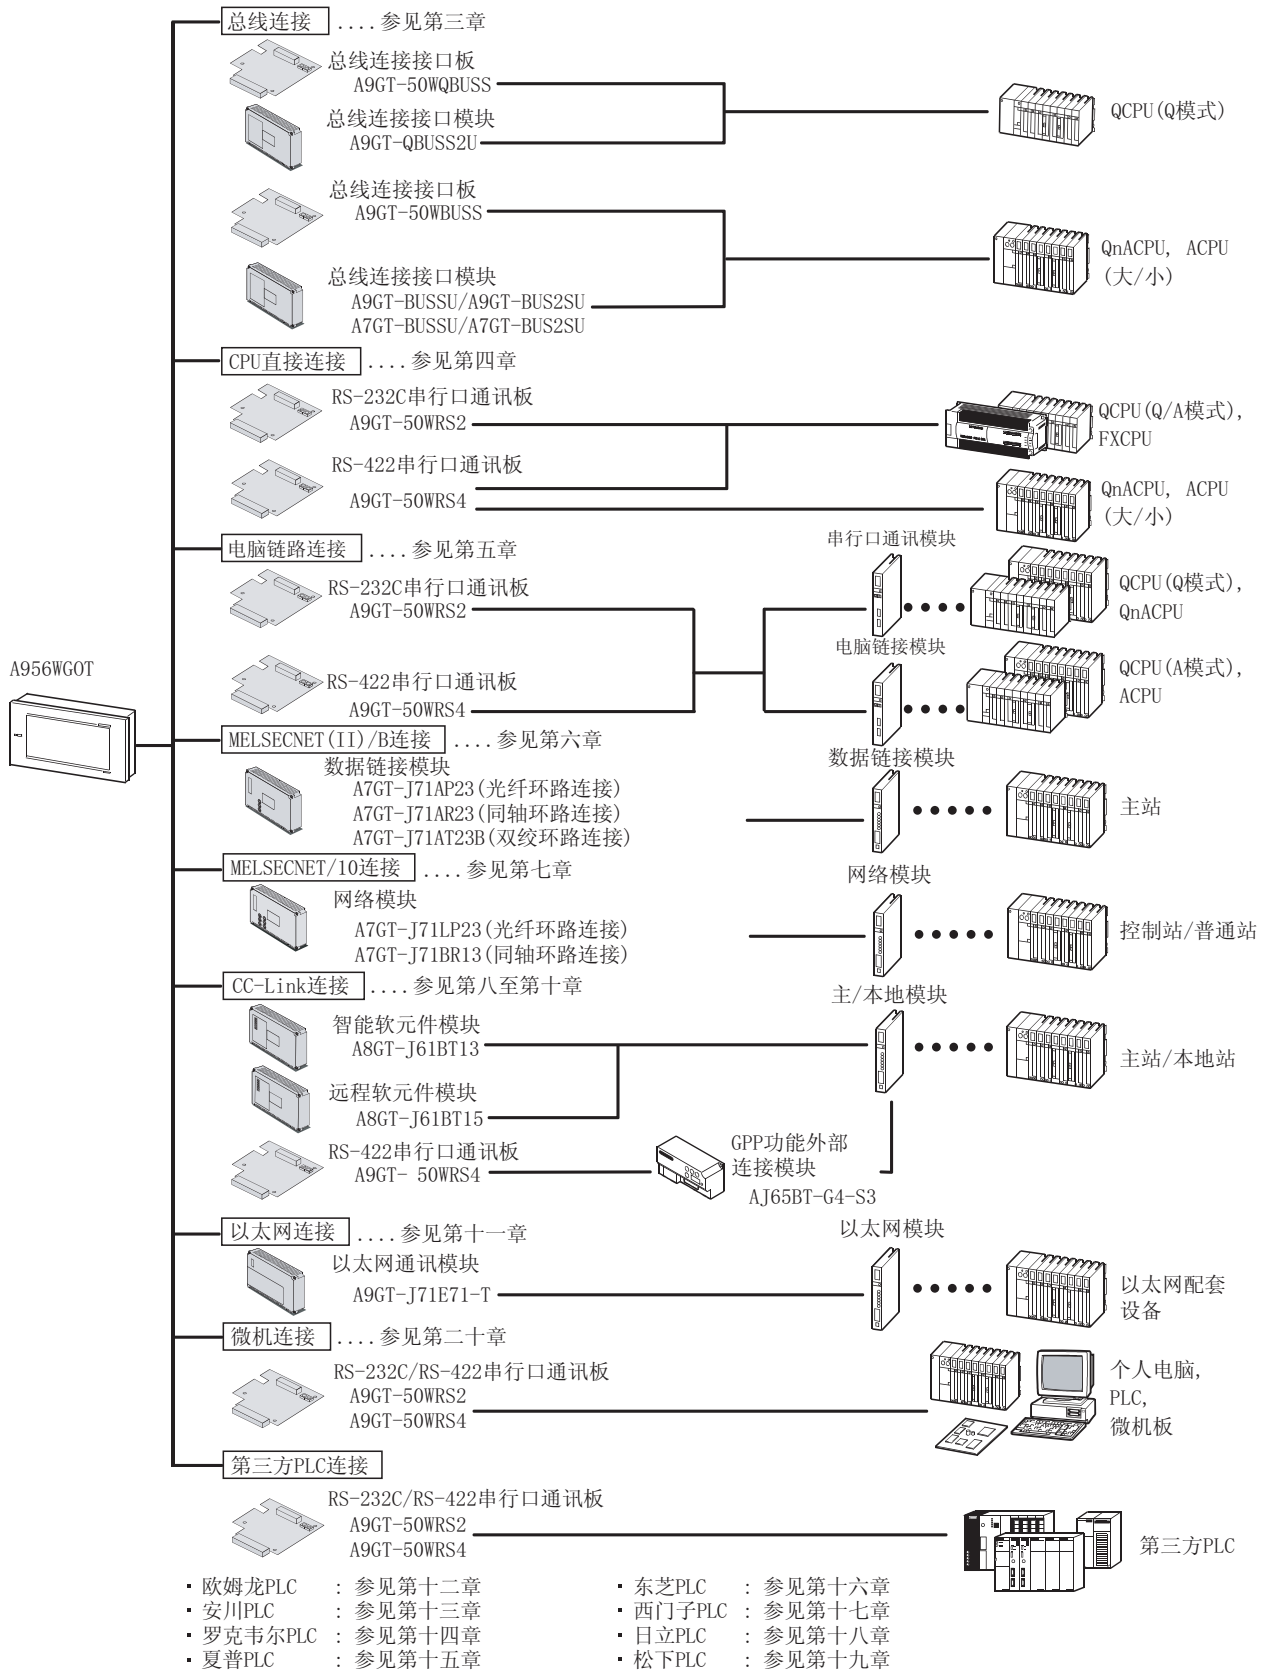 总线连接 ....参见第三章
总线连接接口板
A9GT-50WQBUSS
总线连接接口模块
A9GT-QBUSS2U
QCPU(Q模式)
总线连接接口板
A9GT-50WBUSS
总线连接接口模块
A9GT-BUSSU/A9GT-BUS2SU
A7GT-BUSSU/A7GT-BUS2SU
QnACPU, ACPU
(大/小)
CPU直接连接 ....参见第四章
RS-232C串行口通讯板
A9GT-50WRS2
QCPU(Q/A模式),
FXCPU
RS-422串行口通讯板
A9GT-50WRS4
QnACPU, ACPU
(大/小)
电脑链路连接 ....参见第五章
串行口通讯模块
RS-232C串行口通讯板
A9GT-50WRS2
QCPU(Q模式),
QnACPU
电脑链接模块
RS-422串行口通讯板
A9GT-50WRS4
QCPU(A模式),
ACPU
A956WGOT
MELSECNET(II)/B连接 ....参见第六章
数据链接模块
数据链接模块
A7GT-J71AP23(光纤环路连接)
A7GT-J71AR23(同轴环路连接)
A7GT-J71AT23B(双绞环路连接)
主站
MELSECNET/10连接 ....参见第七章
网络模块
网络模块
A7GT-J71LP23(光纤环路连接)
A7GT-J71BR13(同轴环路连接)
控制站/普通站
CC-Link连接 ....参见第八至第十章
主/本地模块
智能软元件模块
A8GT-J61BT13
主站/本地站
远程软元件模块
A8GT-J61BT15
RS-422串行口通讯板
A9GT- 50WRS4
GPP功能外部
连接模块
AJ65BT-G4-S3
以太网连接 ....参见第十一章
以太网模块
以太网通讯模块
A9GT-J71E71-T
以太网配套
设备
微机连接 ....参见第二十章
RS-232C/RS-422串行口通讯板
A9GT-50WRS2
A9GT-50WRS4
个人电脑,
PLC,
微机板
第三方PLC连接
RS-232C/RS-422串行口通讯板
A9GT-50WRS2
A9GT-50WRS4
第三方PLC
· 欧姆龙PLC : 参见第十二章
· 安川PLC : 参见第十三章
· 罗克韦尔PLC : 参见第十四章
· 夏普PLC : 参见第十五章
· 东芝PLC : 参见第十六章
· 西门子PLC : 参见第十七章
· 日立PLC : 参见第十八章
· 松下PLC : 参见第十九章